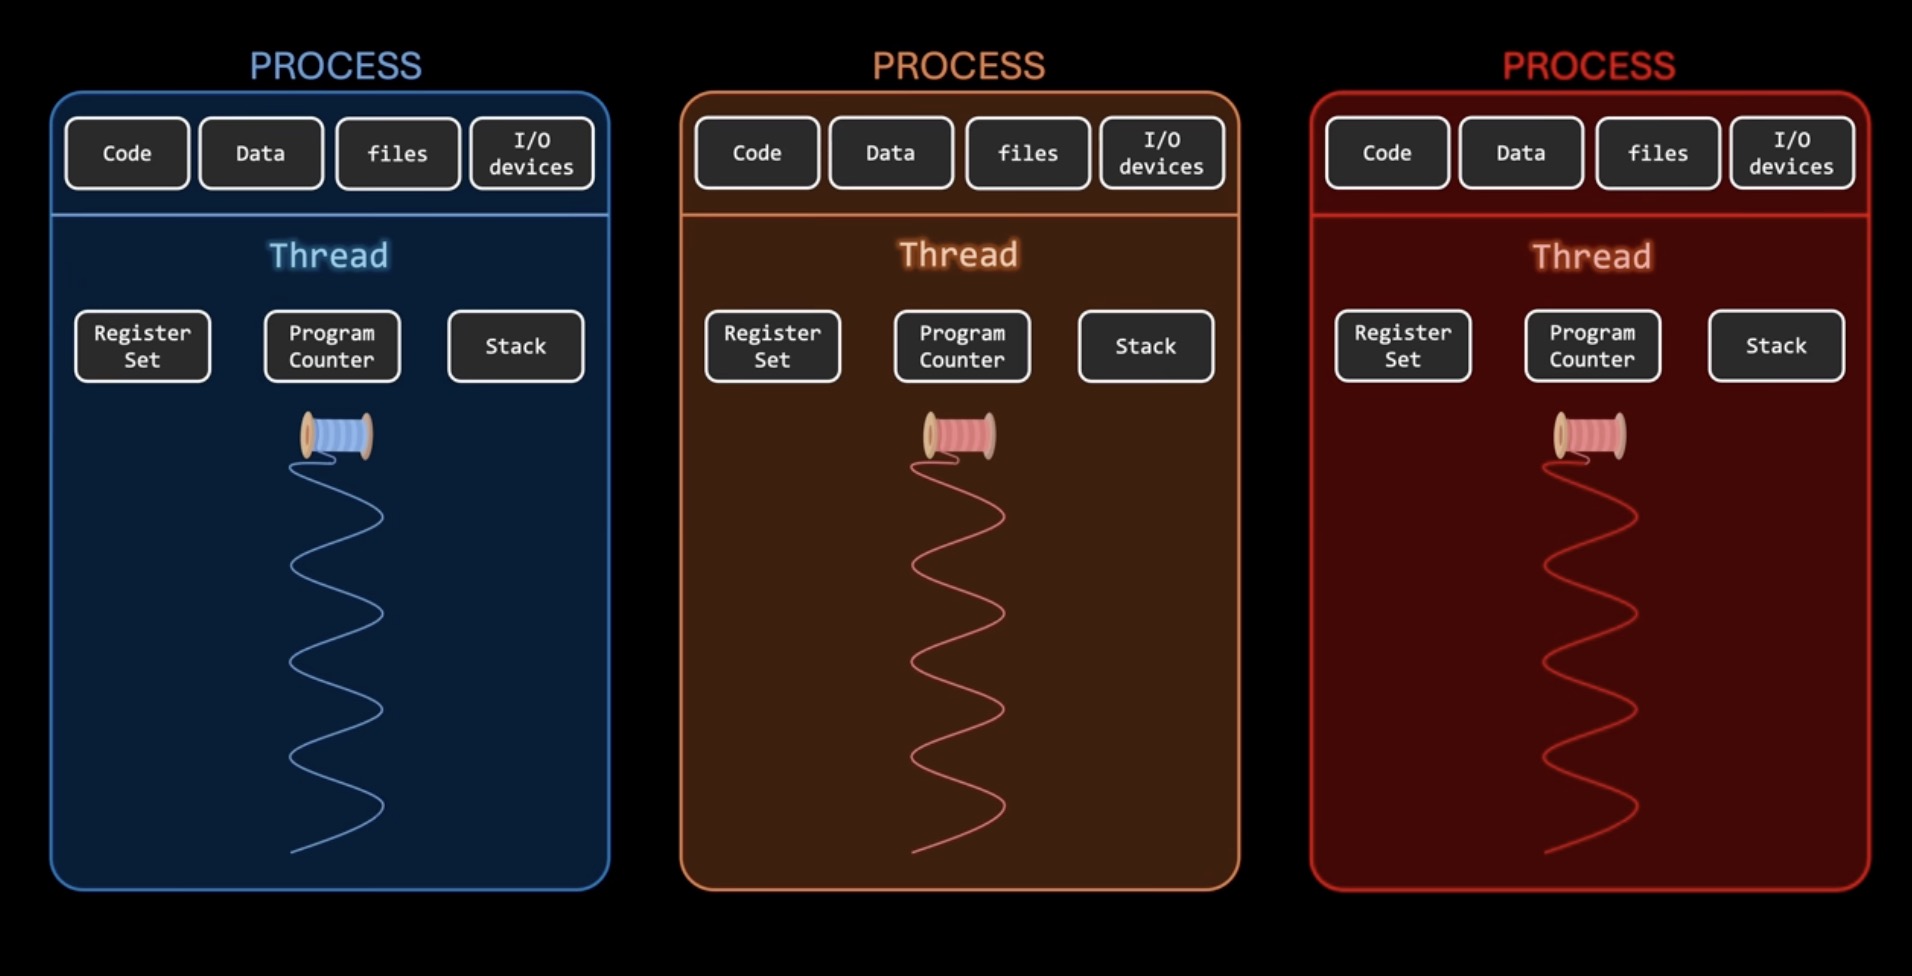 PROCESS
Code
Data
files
I/O
devices
Thread
Register
Set
Program
Counter
Stack
PROCESS
Code
Data
files
I/O
devices
Thread
Register
Set
Program
Counter
Stack
PROCESS
Code
Data
files
I/O
devices
Thread
Register
Set
Program
Counter
Stack